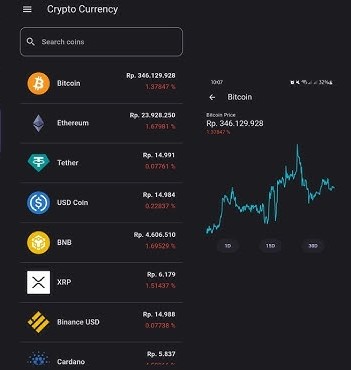 Crypto Currency
Search coins
Bitcoin
Rp. 346.129.928
1.37847 %
Ethereum
Rp. 23.928.250
1.67981 %
Tether
Rp. 14.991
0.07761 %
USD Coin
Rp. 14.984
0.22837 %
BNB
Rp. 4,606.510
1.69529 %
XRP
Rp. 6.179
1.51437 %
Binance USD
Rp. 14.988
0.07738 %
Cardano
Rp. 5.837
10:07
32%
Bitcoin
Bitcoin Price
Rp. 346.129.928
1.37847 %
1D
15D
30D